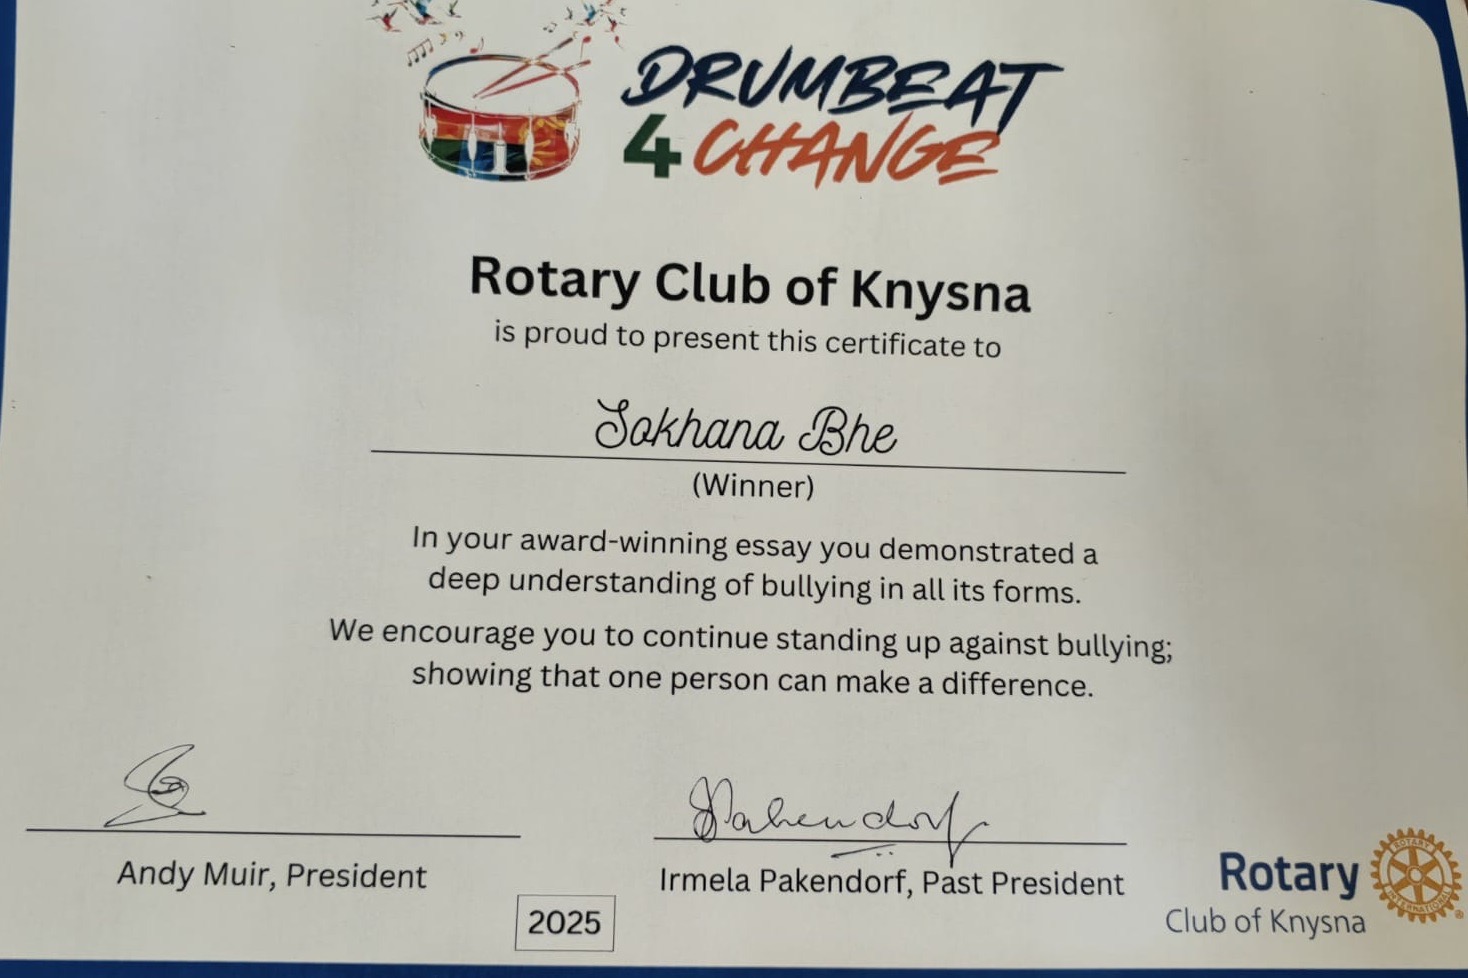 DRUMBEAT
4 CHANGE
Rotary Club of Knysna
is proud to present this certificate to
Sokhana Bhe
(Winner)
In your award-winning essay you demonstrated a
deep understanding of bullying in all its forms.
We encourage you to continue standing up against bullying;
showing that one person can make a difference.
Pakendorf
Andy Muir, President
Irmela Pakendorf, Past President
2025
Rotary
Club of Knysna
ROTARY
INTERNATIONAL